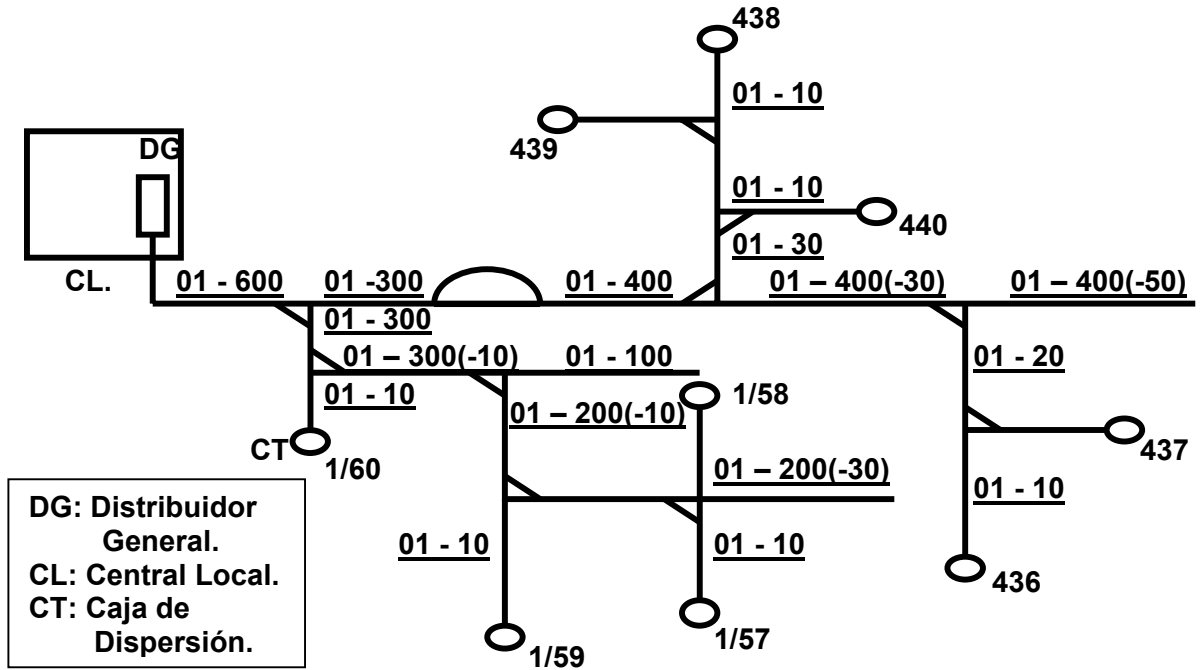 438
01 - 10
439
DG
01 - 10
440
01 - 30
CL.
01 - 600
01 -300
01 - 400
01 – 400(-30)
01 – 400(-50)
01 - 300
01 – 300(-10)
01 - 100
01 - 20
01 - 10
1/58
01 – 200(-10)
CT
1/60
437
01 – 200(-30)
01 - 10
DG: Distribuidor
General.
CL: Central Local.
CT: Caja de
Dispersión.
01 - 10
01 - 10
436
1/59
1/57